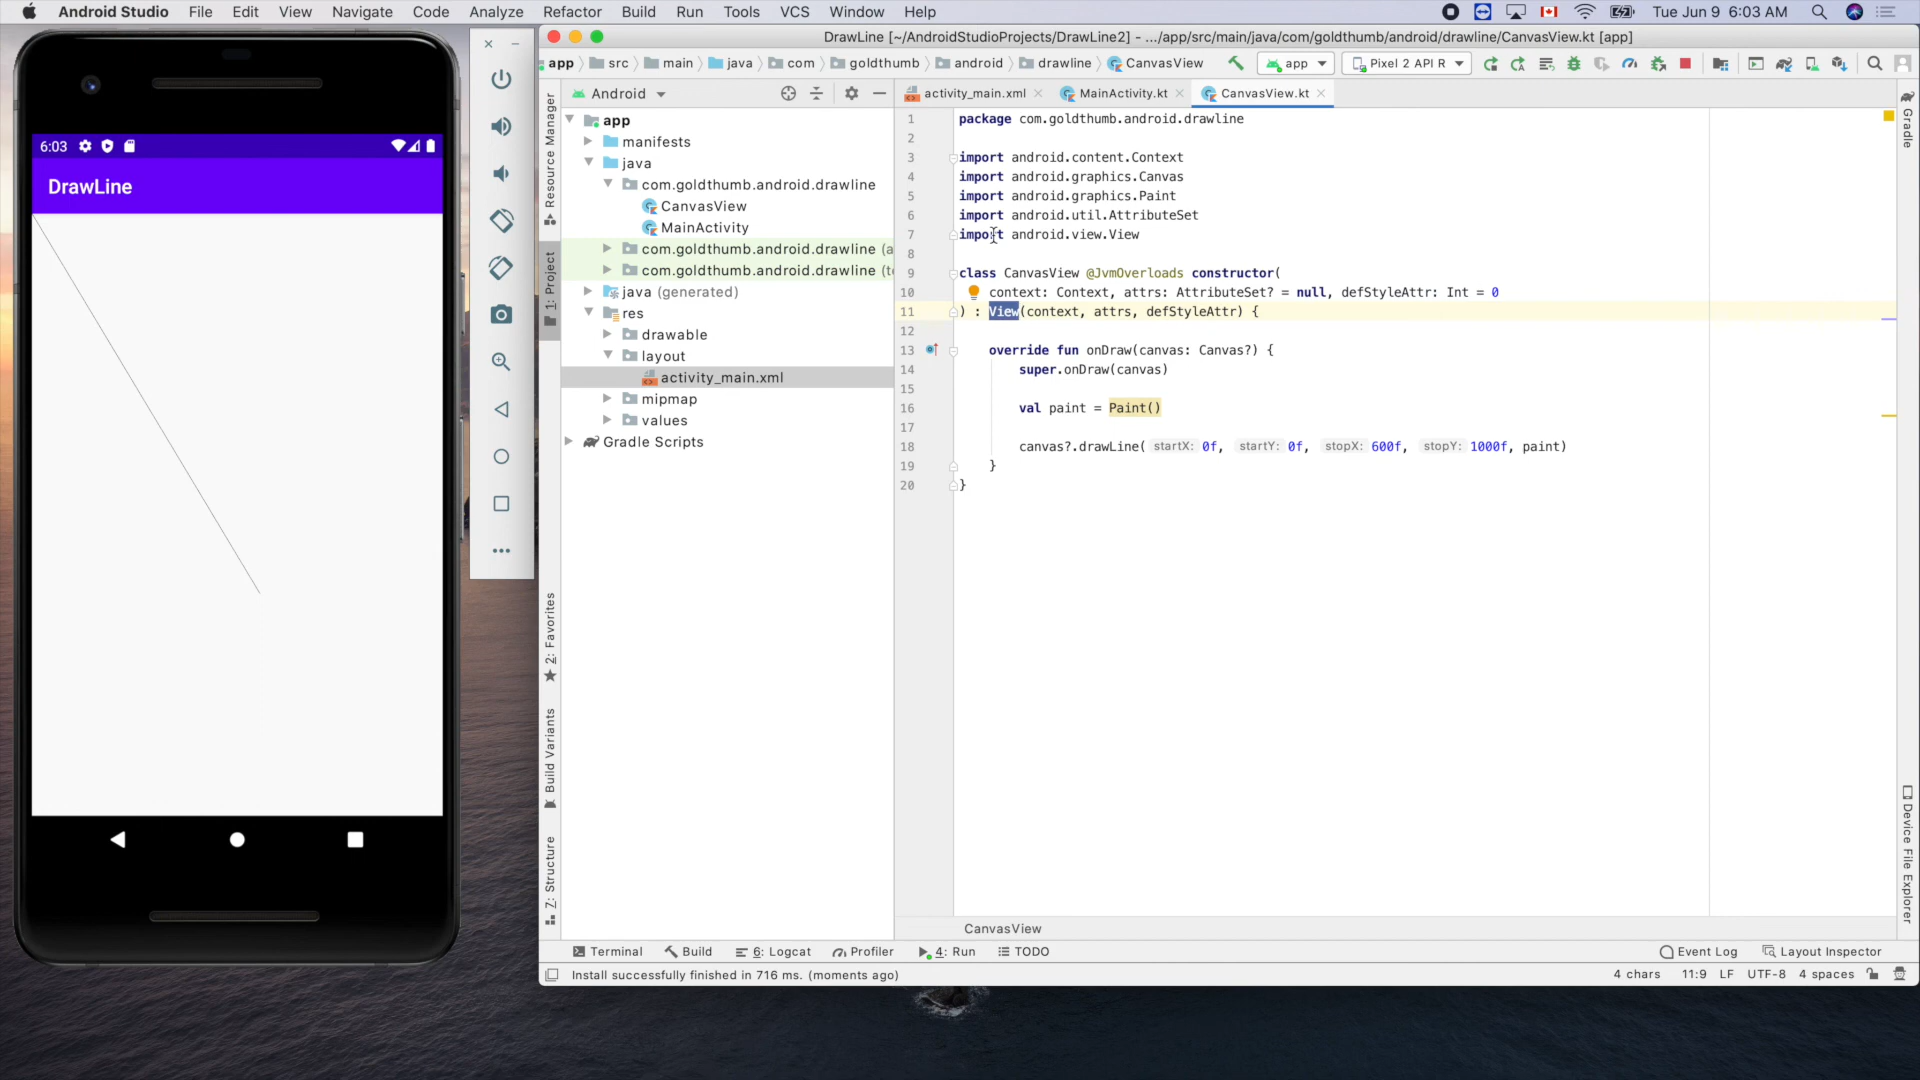 Android Studio File Edit View Navigate Code Analyze Refactor Build Run Tools VCS Window Help Tue Jun 9 6:03 AM
DrawLine [~/AndroidStudioProjects/DrawLine2] - .../app/src/main/java/com/goldthumb/android/drawline/CanvasView.kt [app]
app src main java com goldthumb android drawline CanvasView app Pixel 2 API R
6:03
DrawLine
Resource Manager
1: Project
2: Favorites
Build Variants
Z: Structure
Android
app
manifests
java
com.goldthumb.android.drawline
CanvasView
MainActivity
com.goldthumb.android.drawline (a
com.goldthumb.android.drawline (t
java (generated)
res
drawable
layout
activity_main.xml
mipmap
values
Gradle Scripts
activity_main.xml MainActivity.kt CanvasView.kt
1 package com.goldthumb.android.drawline
2
3 import android.content.Context
4 import android.graphics.Canvas
5 import android.graphics.Paint
6 import android.util.AttributeSet
7 import android.view.View
8
9 class CanvasView @JvmOverloads constructor(
10 context: Context, attrs: AttributeSet? = null, defStyleAttr: Int = 0
11 ) : View(context, attrs, defStyleAttr) {
12
13 override fun onDraw(canvas: Canvas?) {
14 super.onDraw(canvas)
15
16 val paint = Paint()
17
18 canvas?.drawLine( startX: 0f, startY: 0f, stopX: 600f, stopY: 1000f, paint)
19 }
20 }
Gradle
Device File Explorer
CanvasView
Terminal Build 6: Logcat Profiler 4: Run TODO Event Log Layout Inspector
Install successfully finished in 716 ms. (moments ago) 4 chars 11:9 LF UTF-8 4 spaces